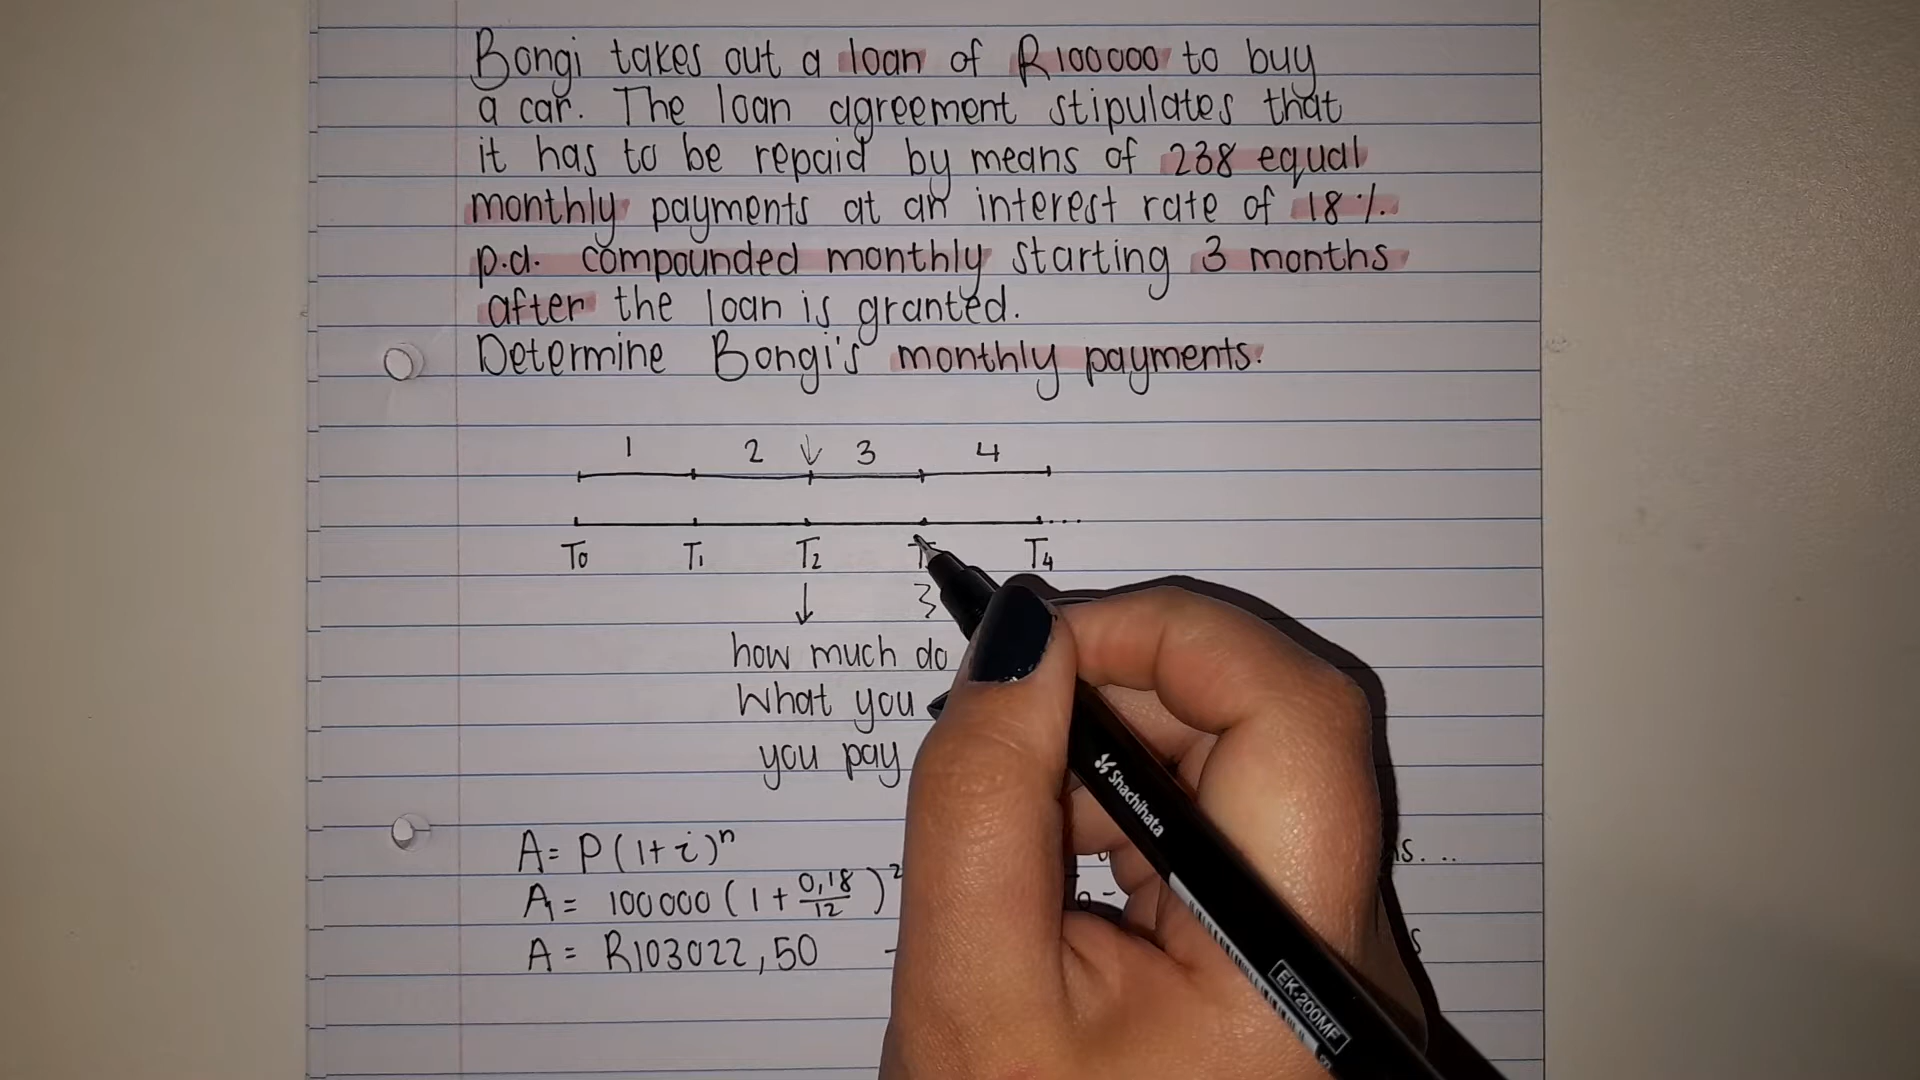 Bongi takes out a loan of R100000 to buy
a car. The loan agreement stipulates that
it has to be repaid by means of 238 equal
monthly payments at an interest rate of 18%
p.a. compounded monthly starting 3 months
after the loan is granted.
Determine Bongi's monthly payments.
1 2 ↓ 3 4
T0 T1 T2 T4 ...
↓ 3
how much do
What you
you pay
A = P(1+i)^n
A = 100000 (1 + 0,18/12)^2
A = R103022,50
Shachihata
EK-200MF